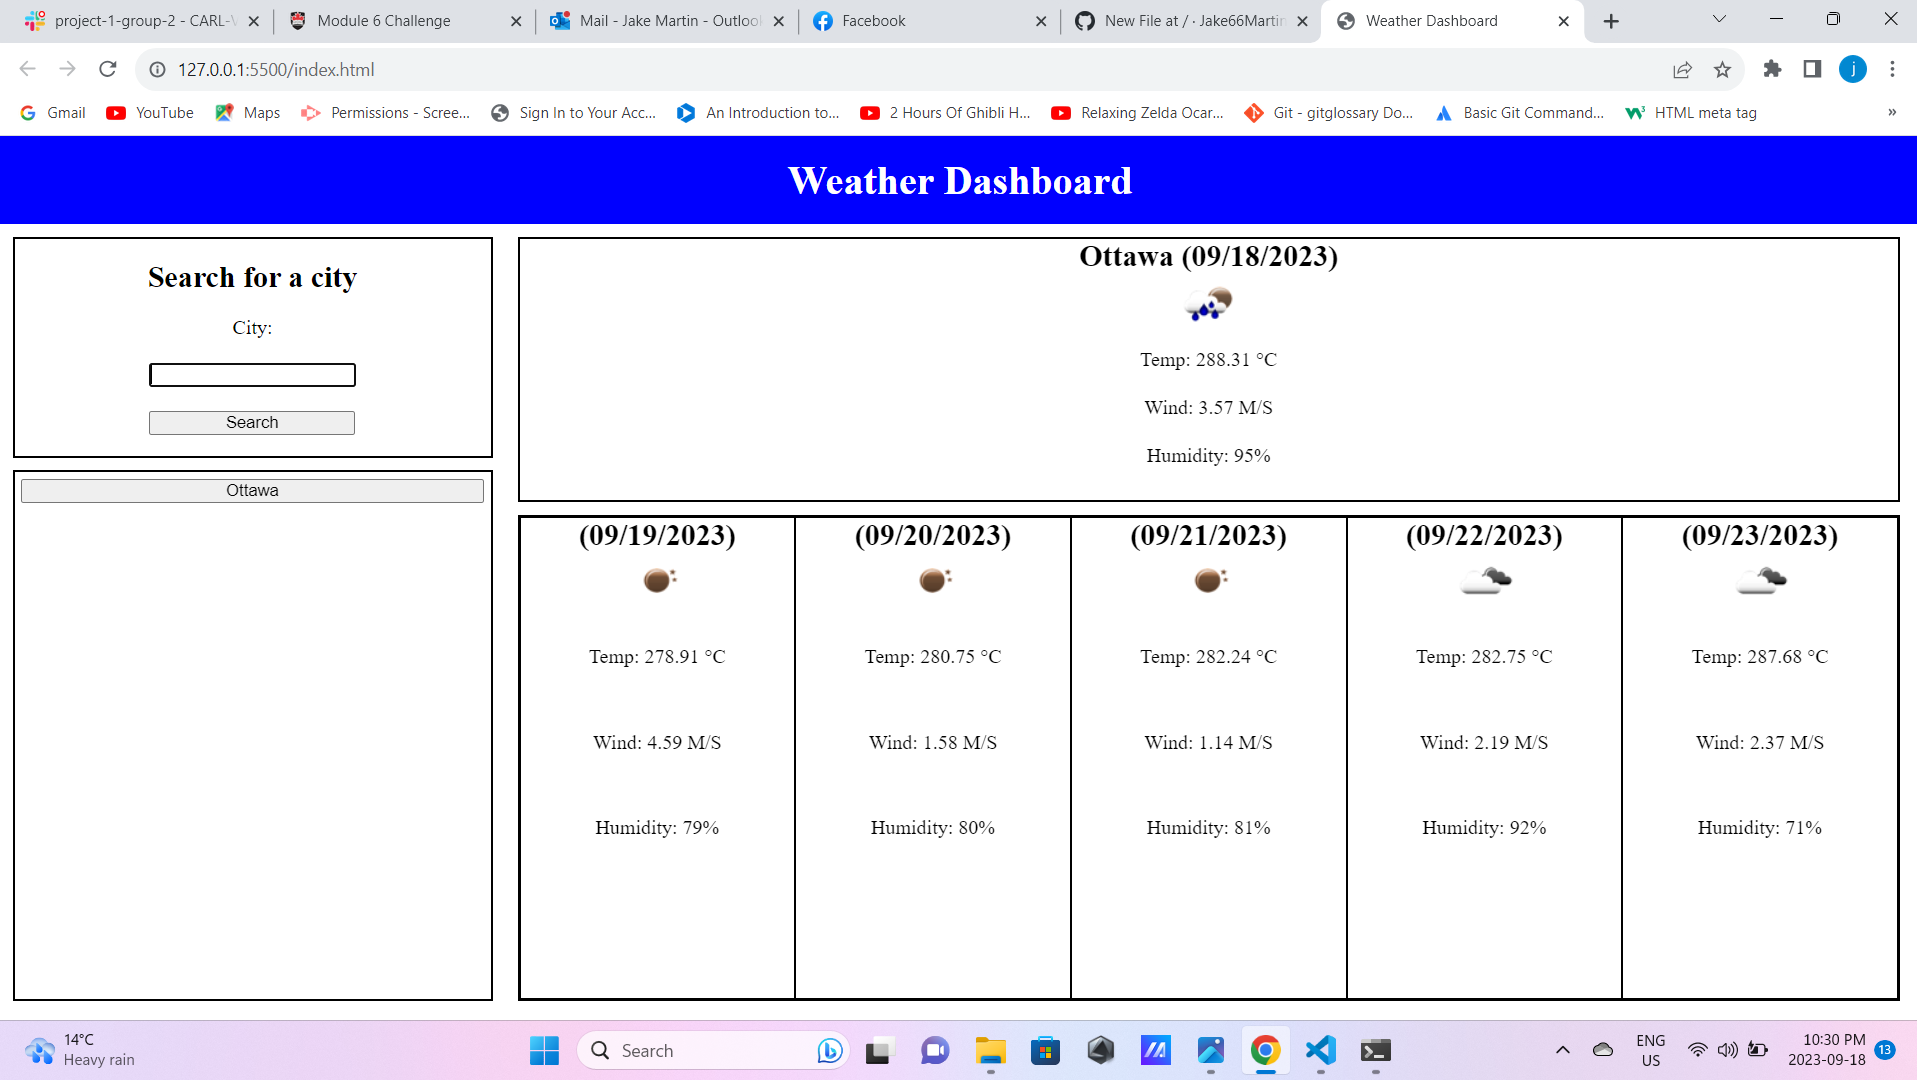 project-1-group-2 - CARL-V
Module 6 Challenge
Mail - Jake Martin - Outlook
Facebook
New File at / · Jake66Martin
Weather Dashboard
127.0.0.1:5500/index.html
j
Gmail
YouTube
Maps
Permissions - Scree...
Sign In to Your Acc...
An Introduction to...
2 Hours Of Ghibli H...
Relaxing Zelda Ocar...
Git - gitglossary Do...
Basic Git Command...
HTML meta tag
»
Weather Dashboard
Search for a city
City:
Search
Ottawa
Ottawa (09/18/2023)
Temp: 288.31 °C
Wind: 3.57 M/S
Humidity: 95%
(09/19/2023)
Temp: 278.91 °C
Wind: 4.59 M/S
Humidity: 79%
(09/20/2023)
Temp: 280.75 °C
Wind: 1.58 M/S
Humidity: 80%
(09/21/2023)
Temp: 282.24 °C
Wind: 1.14 M/S
Humidity: 81%
(09/22/2023)
Temp: 282.75 °C
Wind: 2.19 M/S
Humidity: 92%
(09/23/2023)
Temp: 287.68 °C
Wind: 2.37 M/S
Humidity: 71%
14°C
Heavy rain
Search
ENG
US
10:30 PM
2023-09-18
13